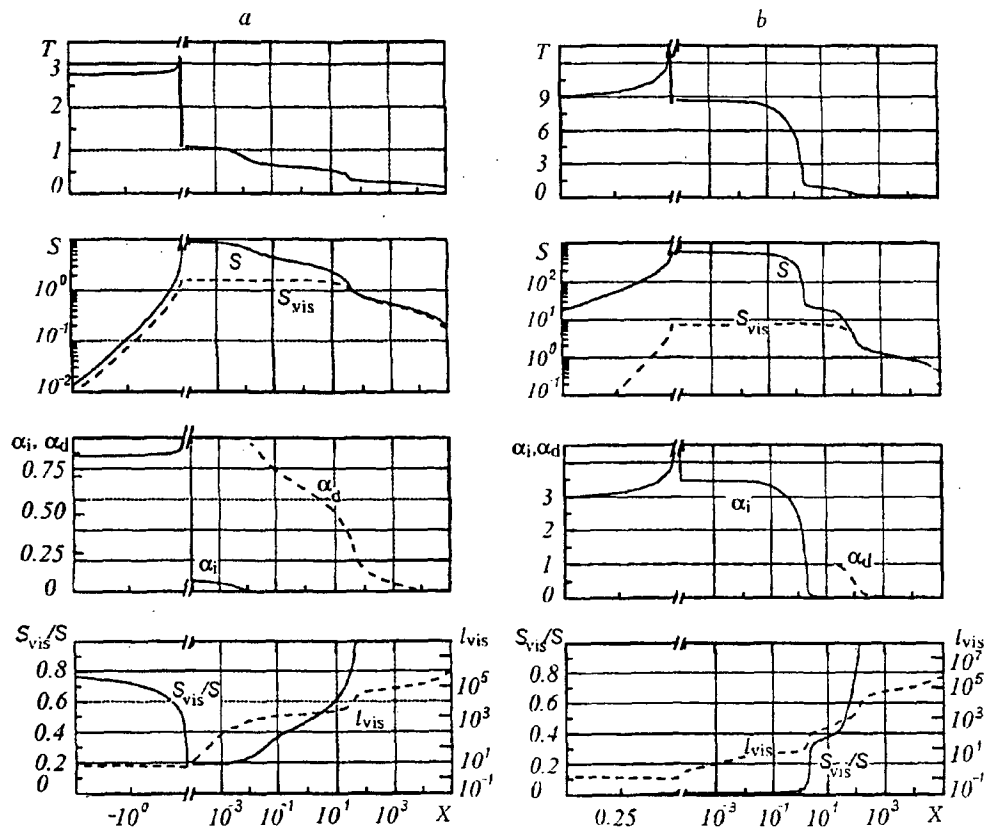 a
b
T
3
2
1
0
T
9
6
3
0
S
10^0
10^-1
10^-2
S
S_vis
S
10^2
10^1
10^0
10^-1
S
S_vis
α_i, α_d
0.75
0.50
0.25
0
α_d
α_i
α_i, α_d
3
2
1
0
α_i
α_d
S_vis/S
0.8
0.6
0.4
0.2
0
S_vis/S
l_vis
l_vis
10^5
10^3
10^1
10^-1
-10^0
10^-3
10^-1
10^1
10^3
X
S_vis/S
0.8
0.6
0.4
0.2
0
l_vis
S_vis/S
l_vis
10^7
10^5
10^3
10^1
10^-1
0.25
10^-3
10^-1
10^1
10^3
X